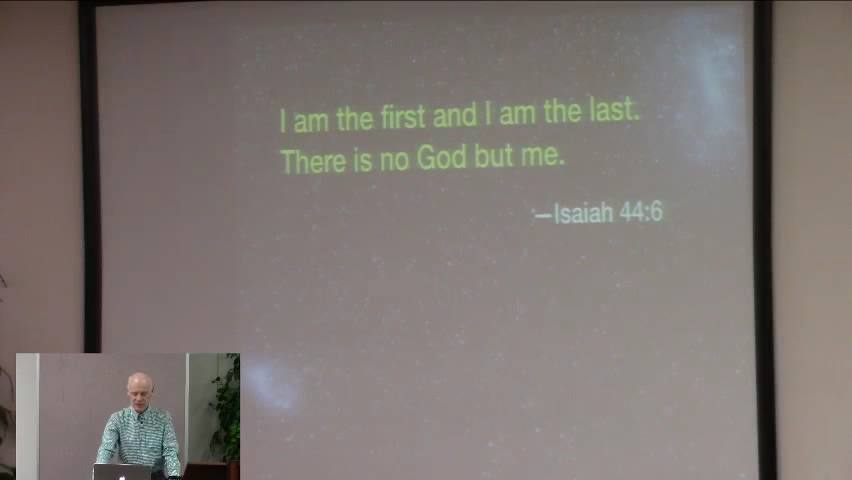 I am the first and I am the last.
There is no God but me.
—Isaiah 44:6